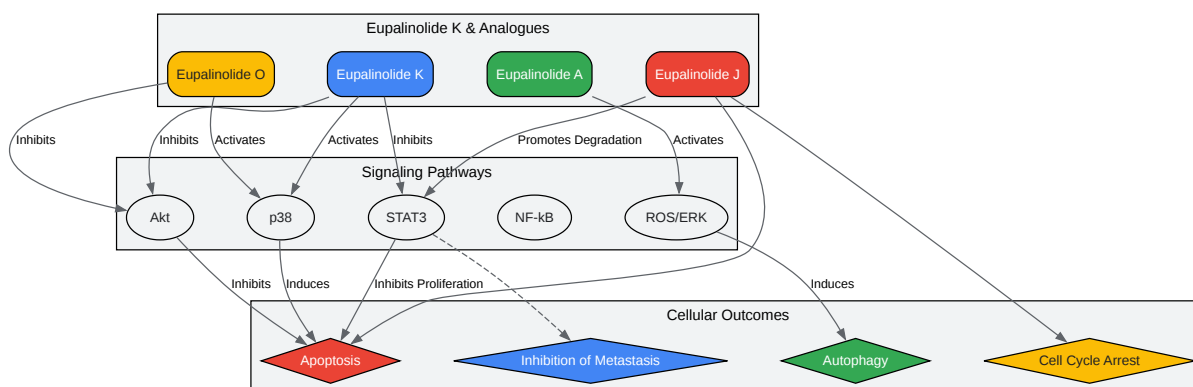 Eupalinolide K & Analogues
Eupalinolide O
Eupalinolide K
Eupalinolide A
Eupalinolide J
Inhibits
Inhibits
Activates
Activates
Inhibits
Promotes Degradation
Activates
Signaling Pathways
Akt
p38
STAT3
NF-kB
ROS/ERK
Inhibits
Induces
Inhibits Proliferation
Induces
Cellular Outcomes
Apoptosis
Inhibition of Metastasis
Autophagy
Cell Cycle Arrest